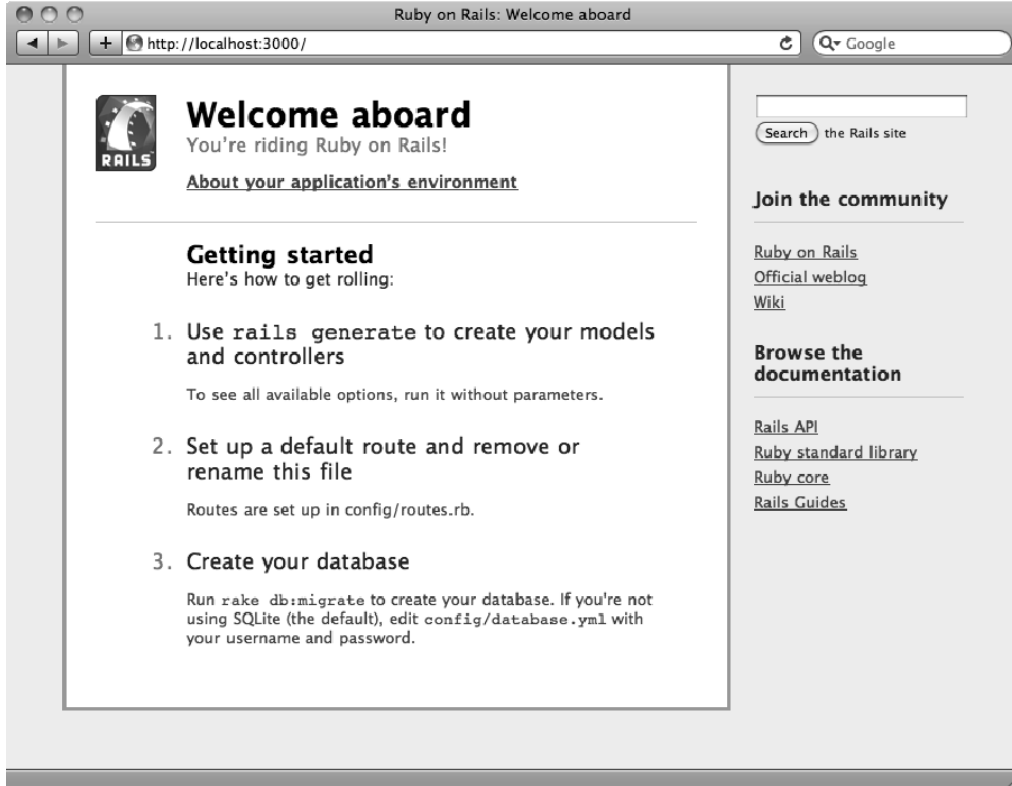 Ruby on Rails: Welcome aboard
http://localhost:3000/
Google
RAILS
Welcome aboard
You're riding Ruby on Rails!
About your application's environment
Getting started
Here's how to get rolling:
1. Use rails generate to create your models
and controllers
To see all available options, run it without parameters.
2. Set up a default route and remove or
rename this file
Routes are set up in config/routes.rb.
3. Create your database
Run rake db:migrate to create your database. If you're not
using SQLite (the default), edit config/database.yml with
your username and password.
Search the Rails site
Join the community
Ruby on Rails
Official weblog
Wiki
Browse the
documentation
Rails API
Ruby standard library
Ruby core
Rails Guides